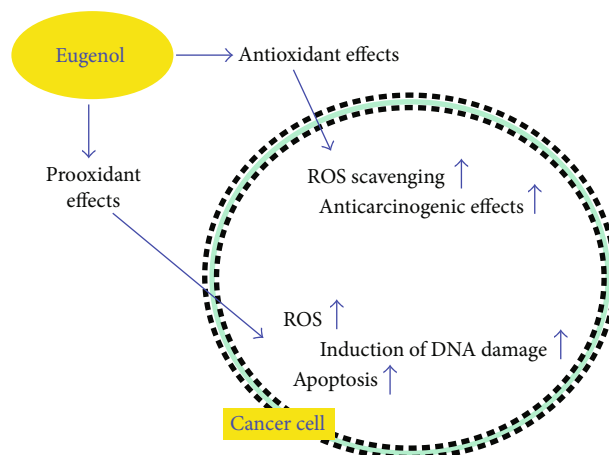 Eugenol
Antioxidant effects
Prooxidant
effects
ROS scavenging
Anticarcinogenic effects
ROS
Induction of DNA damage
Apoptosis
Cancer cell